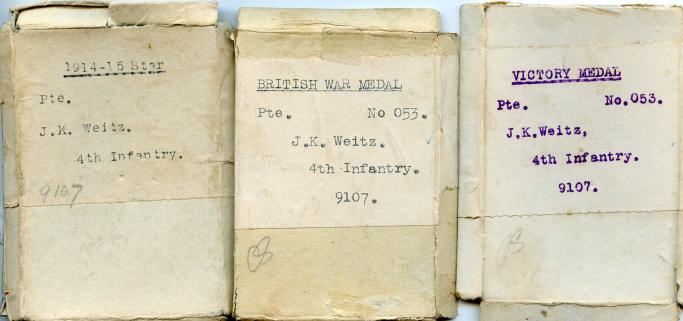 1914-15 Star
Pte.
J.K. Weitz.
4th Infantry.
9107
BRITISH WAR MEDAL
Pte. No 053.
J.K. Weitz.
4th Infantry.
9107.
VICTORY MEDAL
Pte. No.053.
J.K.Weitz,
4th Infantry.
9107.